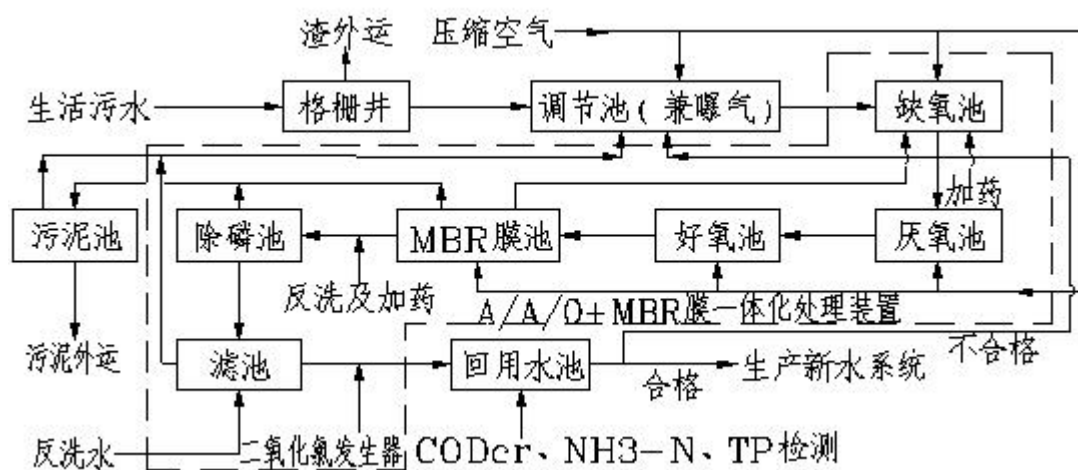 渣外运 压缩空气
生活污水 格栅井 调节池(兼曝气) 缺氧池
加药
污泥池 除磷池 MBR膜池 好氧池 厌氧池
反洗及加药
A/A/O+MBR膜一体化处理装置
污泥外运 滤池 回用水池 合格 生产新水系统 不合格
反洗水 二氧化氯发生器 CODcr、NH3-N、TP检测